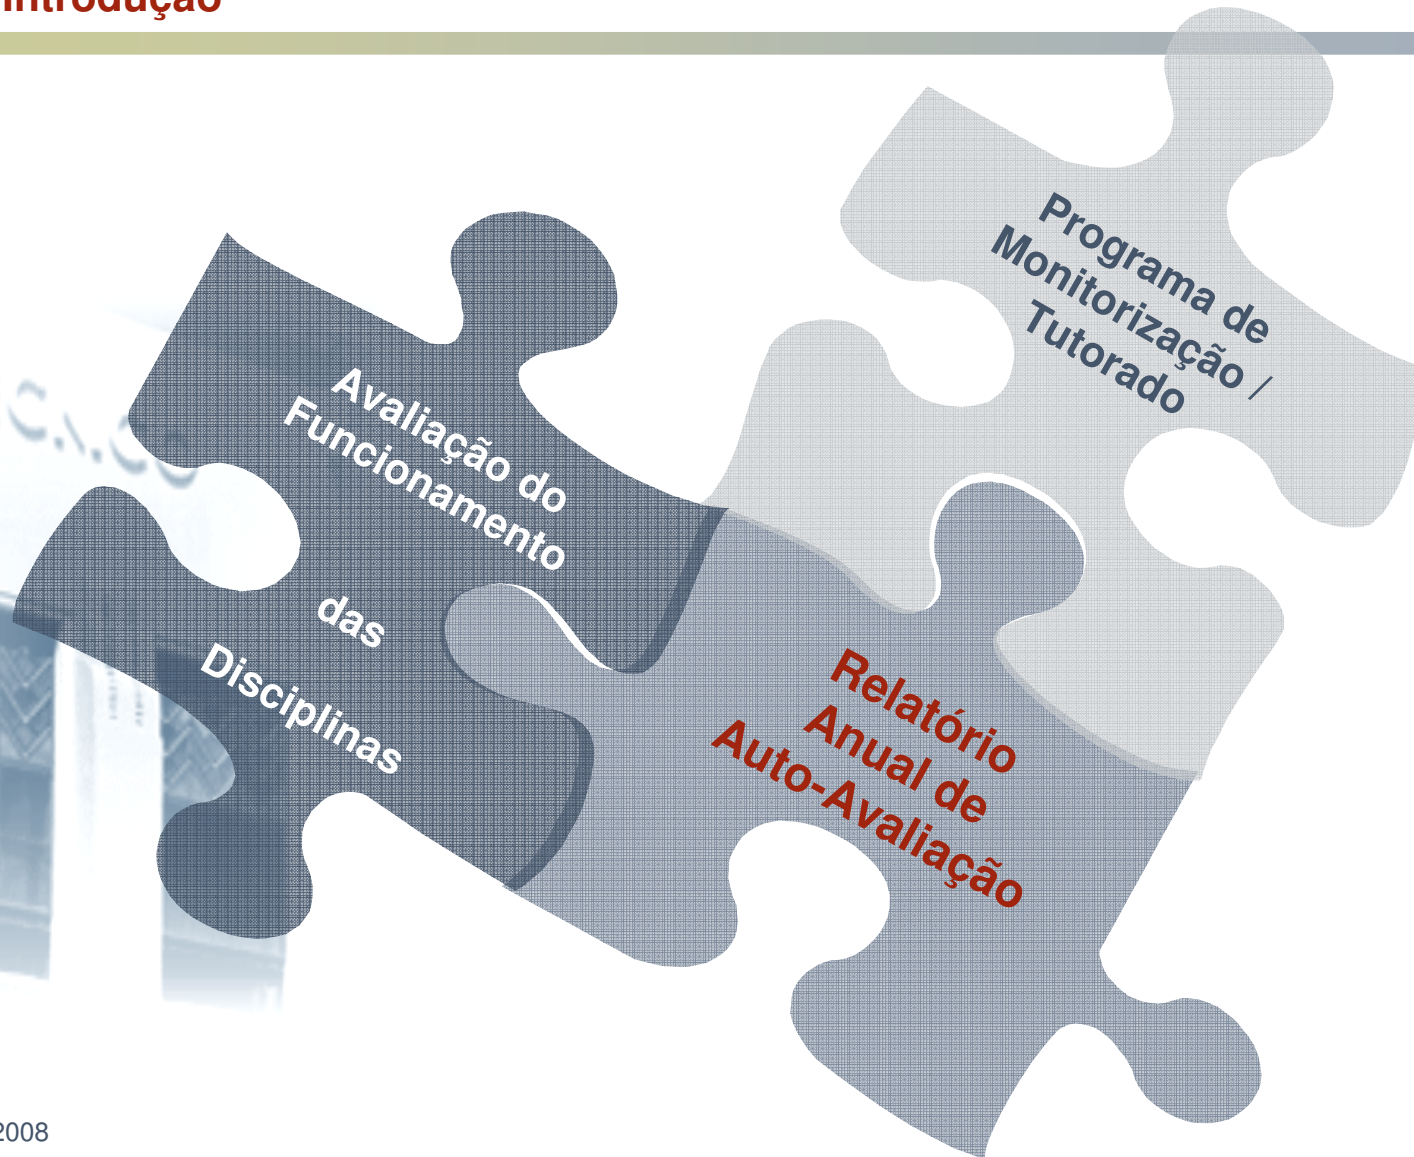 Introdução
Programa de
Monitorização /
Tutorado
Avaliação do
Funcionamento
das
Disciplinas
Relatório
Anual de
Auto-Avaliação
2008